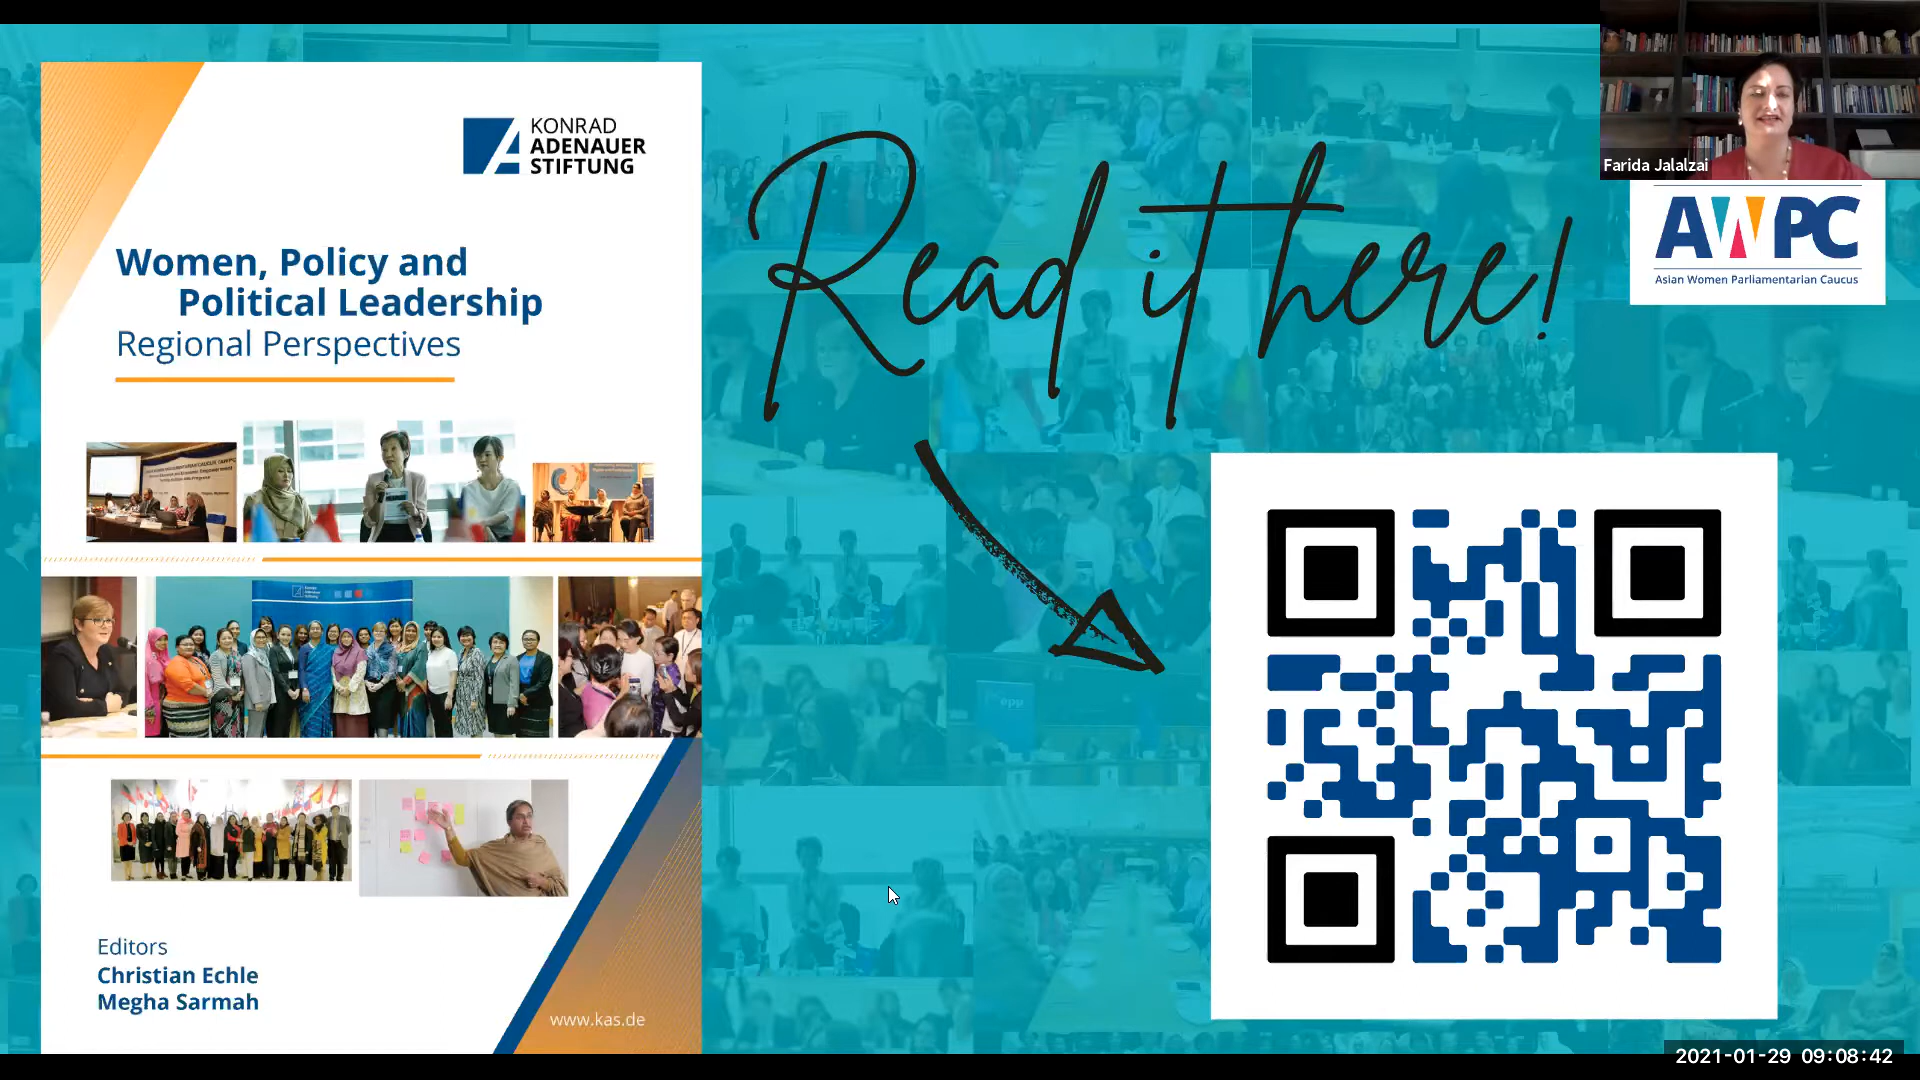 KONRAD
ADENAUER
STIFTUNG
Women, Policy and
Political Leadership
Regional Perspectives
Editors
Christian Echle
Megha Sarmah
www.kas.de
Read it here!
Farida Jalalzai
AWPC
Asian Women Parliamentarian Caucus
epp
2021-01-29 09:08:42